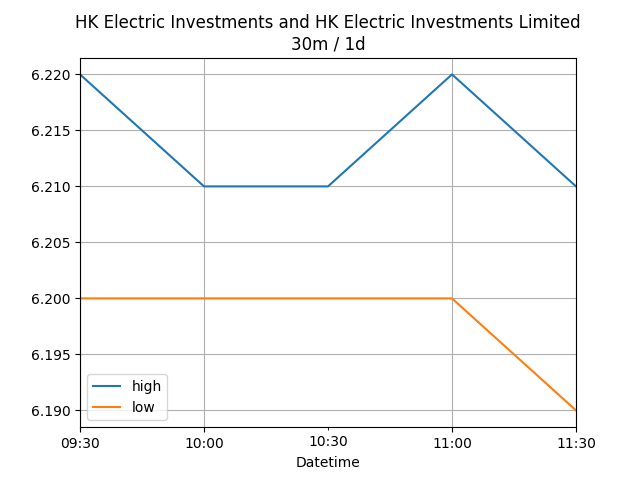 HK Electric Investments and HK Electric Investments Limited
30m / 1d
6.220
6.215
6.210
6.205
6.200
6.195
6.190
high
low
09:30 10:00 10:30 11:00 11:30
Datetime